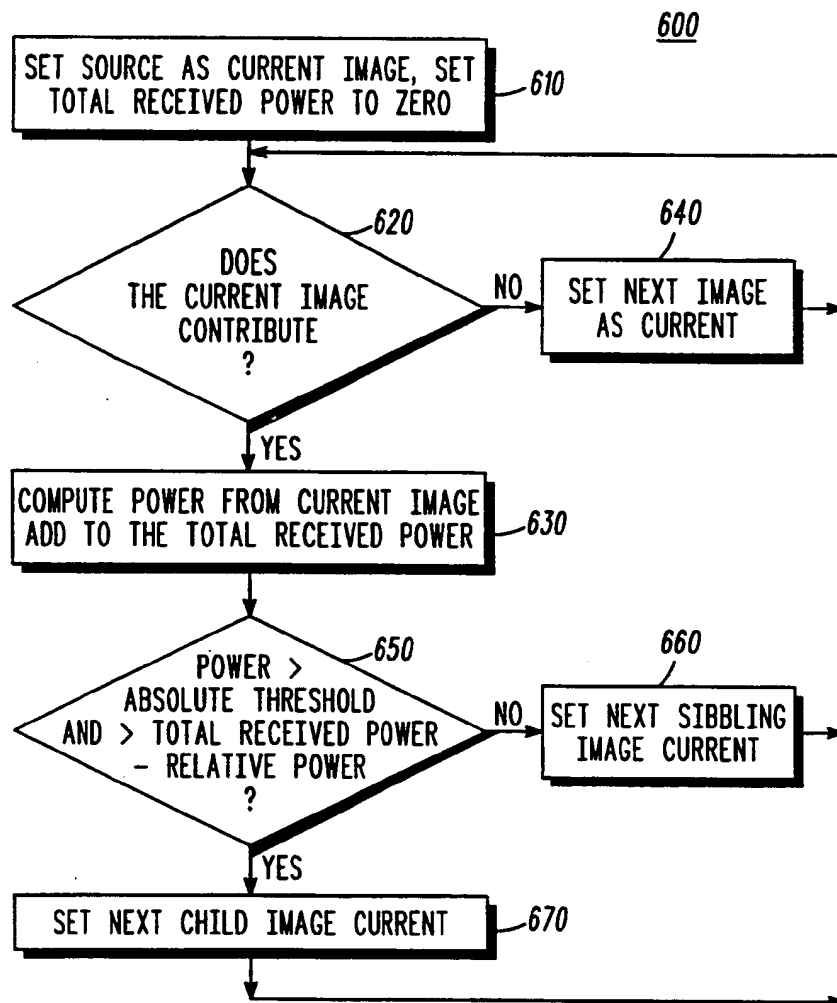 600
SET SOURCE AS CURRENT IMAGE, SET
TOTAL RECEIVED POWER TO ZERO
610
620
DOES
THE CURRENT IMAGE
CONTRIBUTE
?
NO
640
SET NEXT IMAGE
AS CURRENT
YES
COMPUTE POWER FROM CURRENT IMAGE
ADD TO THE TOTAL RECEIVED POWER
630
650
POWER >
ABSOLUTE THRESHOLD
AND > TOTAL RECEIVED POWER
- RELATIVE POWER
?
NO
660
SET NEXT SIBBLING
IMAGE CURRENT
YES
SET NEXT CHILD IMAGE CURRENT
670